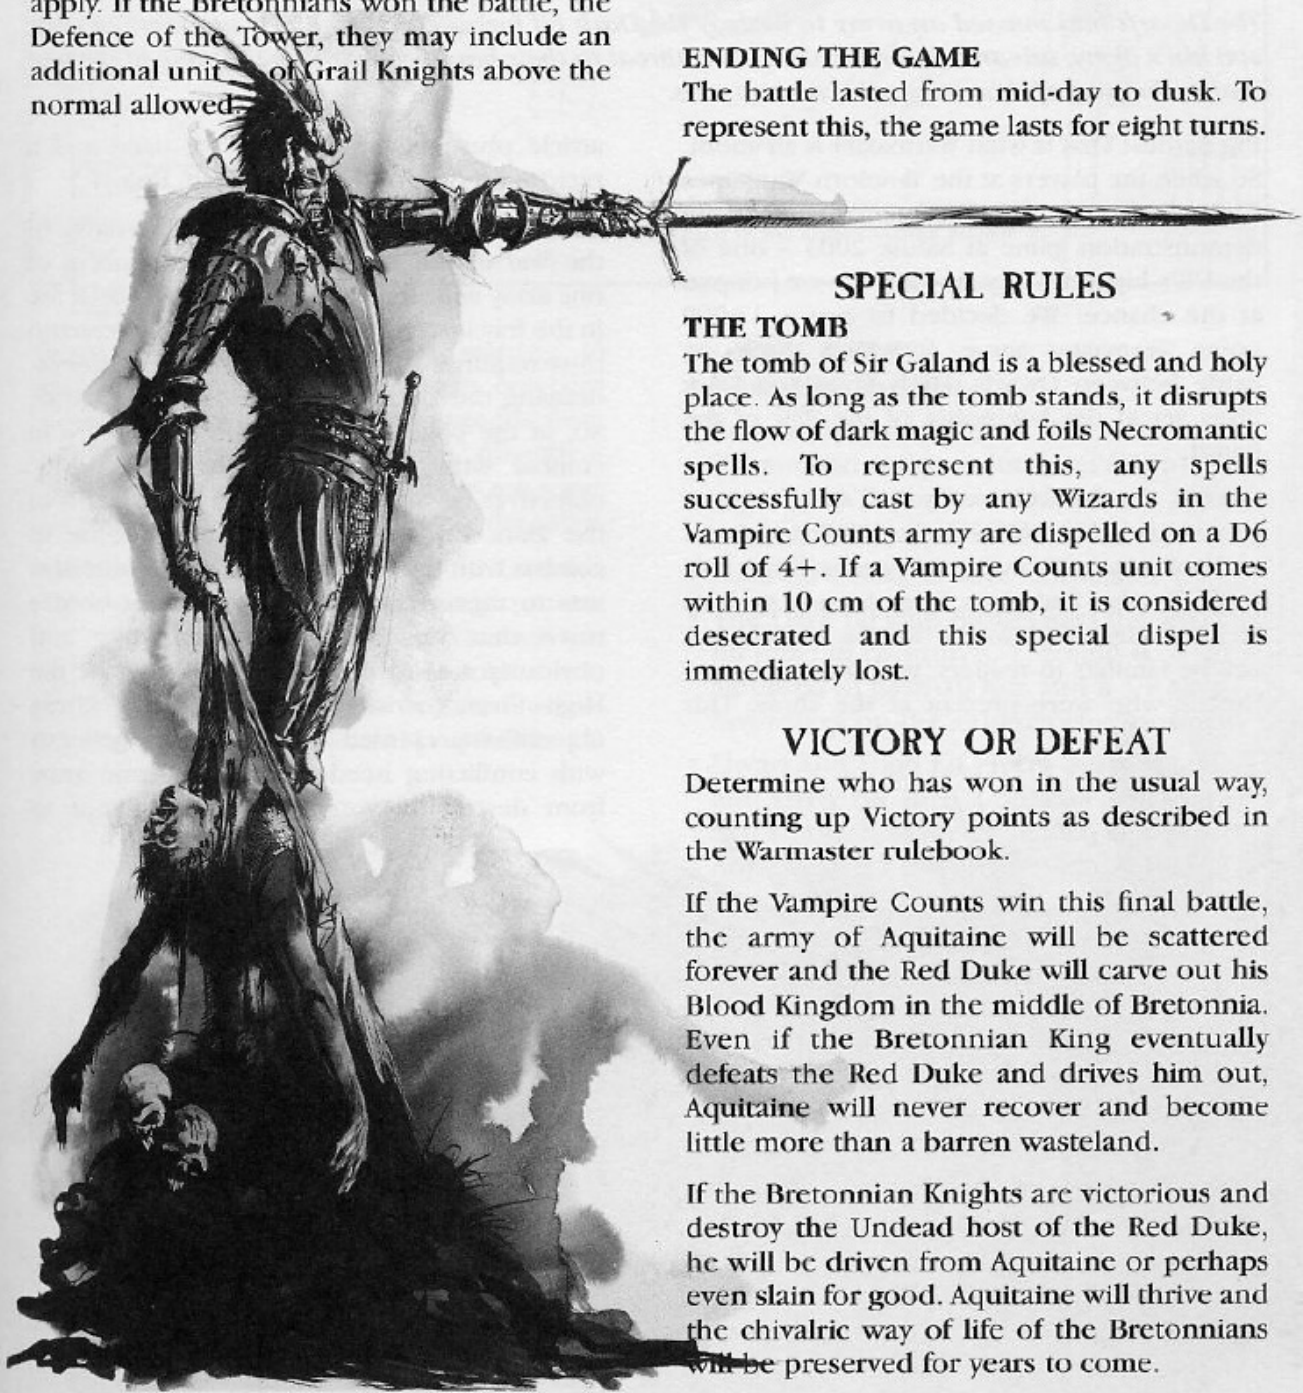 apply. If the Bretonnians won the battle, the
Defence of the Tower, they may include an
additional unit of Grail Knights above the
normal allowed.
ENDING THE GAME
The battle lasted from mid-day to dusk. To
represent this, the game lasts for eight turns.
SPECIAL RULES
THE TOMB
The tomb of Sir Galand is a blessed and holy
place. As long as the tomb stands, it disrupts
the flow of dark magic and foils Necromantic
spells. To represent this, any spells
successfully cast by any Wizards in the
Vampire Counts army are dispelled on a D6
roll of 4+. If a Vampire Counts unit comes
within 10 cm of the tomb, it is considered
desecrated and this special dispel is
immediately lost.
VICTORY OR DEFEAT
Determine who has won in the usual way,
counting up Victory points as described in
the Warmaster rulebook.
If the Vampire Counts win this final battle,
the army of Aquitaine will be scattered
forever and the Red Duke will carve out his
Blood Kingdom in the middle of Bretonnia.
Even if the Bretonnian King eventually
defeats the Red Duke and drives him out,
Aquitaine will never recover and become
little more than a barren wasteland.
If the Bretonnian Knights are victorious and
destroy the Undead host of the Red Duke,
he will be driven from Aquitaine or perhaps
even slain for good. Aquitaine will thrive and
the chivalric way of life of the Bretonnians
will be preserved for years to come.